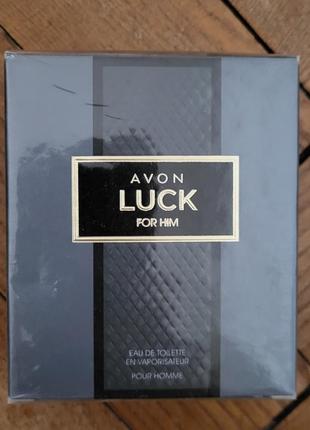 AVON
LUCK
FOR HIM
EAU DE TOILETTE
EN VAPORISATEUR
POUR HOMME